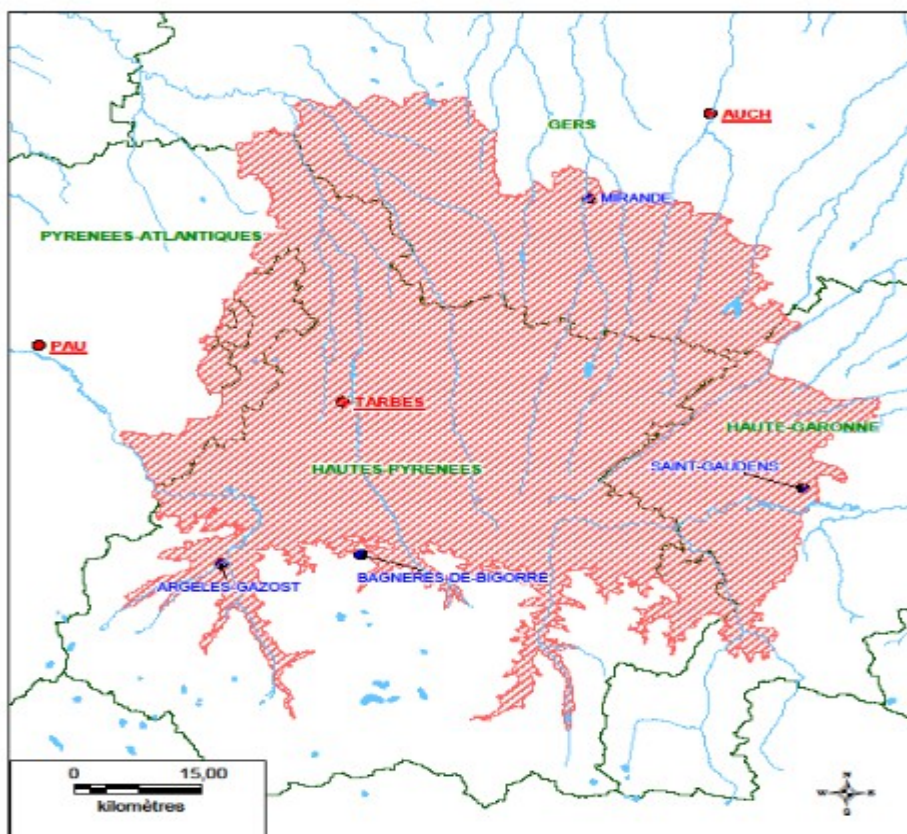 AUCH
GERS
MIRANDE
PYRENEES-ATLANTIQUES
PAU
TARBES
HAUTE-GARONNE
HAUTES-PYRENEES
SAINT-GAUDENS
BAGNERES-DE-BIGORRE
ARGELES-GAZOST
0 15,00
kilomètres
N
W E
S